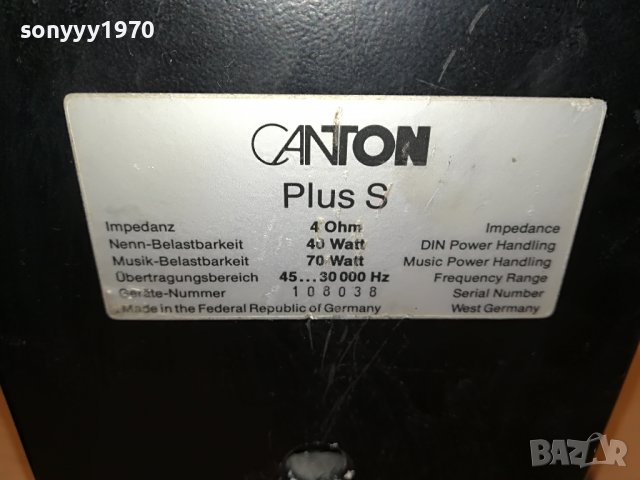 sonyyy1970
CANTON
Plus S
Impedanz 4 Ohm Impedance
Nenn-Belastbarkeit 40 Watt DIN Power Handling
Musik-Belastbarkeit 70 Watt Music Power Handling
Übertragungsbereich 45...30 000 Hz Frequency Range
Geräte-Nummer 108038 Serial Number
Made in the Federal Republic of Germany West Germany
BAZAR